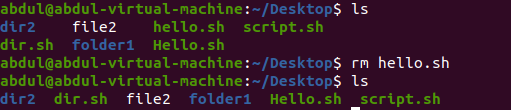 abdul@abdul-virtual-machine:~/Desktop$ ls
dir2    file2    hello.sh  script.sh
dir.sh  folder1  Hello.sh
abdul@abdul-virtual-machine:~/Desktop$ rm hello.sh
abdul@abdul-virtual-machine:~/Desktop$ ls
dir2  dir.sh  file2  folder1  Hello.sh  script.sh